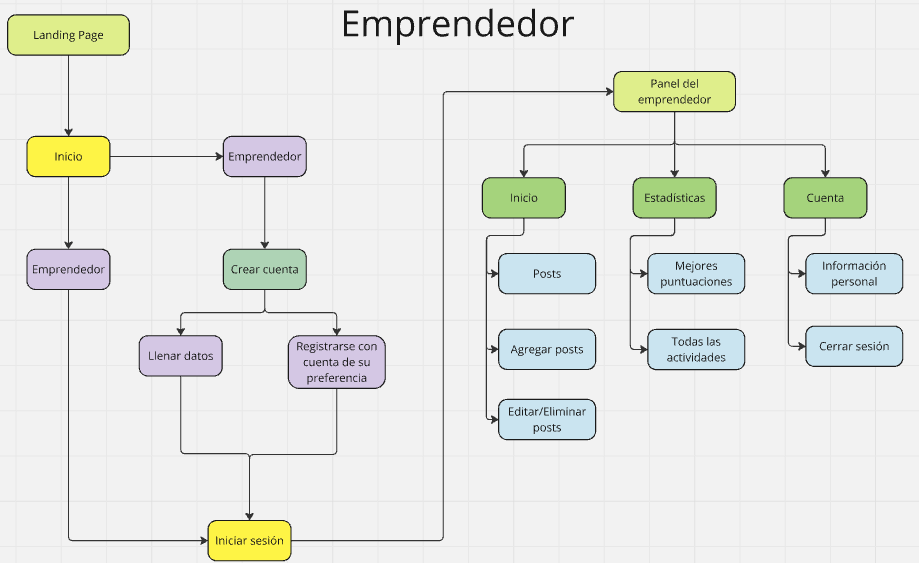 Emprendedor
Landing Page
Inicio
Emprendedor
Emprendedor
Crear cuenta
Llenar datos
Registrarse con
cuenta de su
preferencia
Iniciar sesión
Panel del
emprendedor
Inicio
Posts
Agregar posts
Editar/Eliminar
posts
Estadísticas
Mejores
puntuaciones
Todas las
actividades
Cuenta
Información
personal
Cerrar sesión